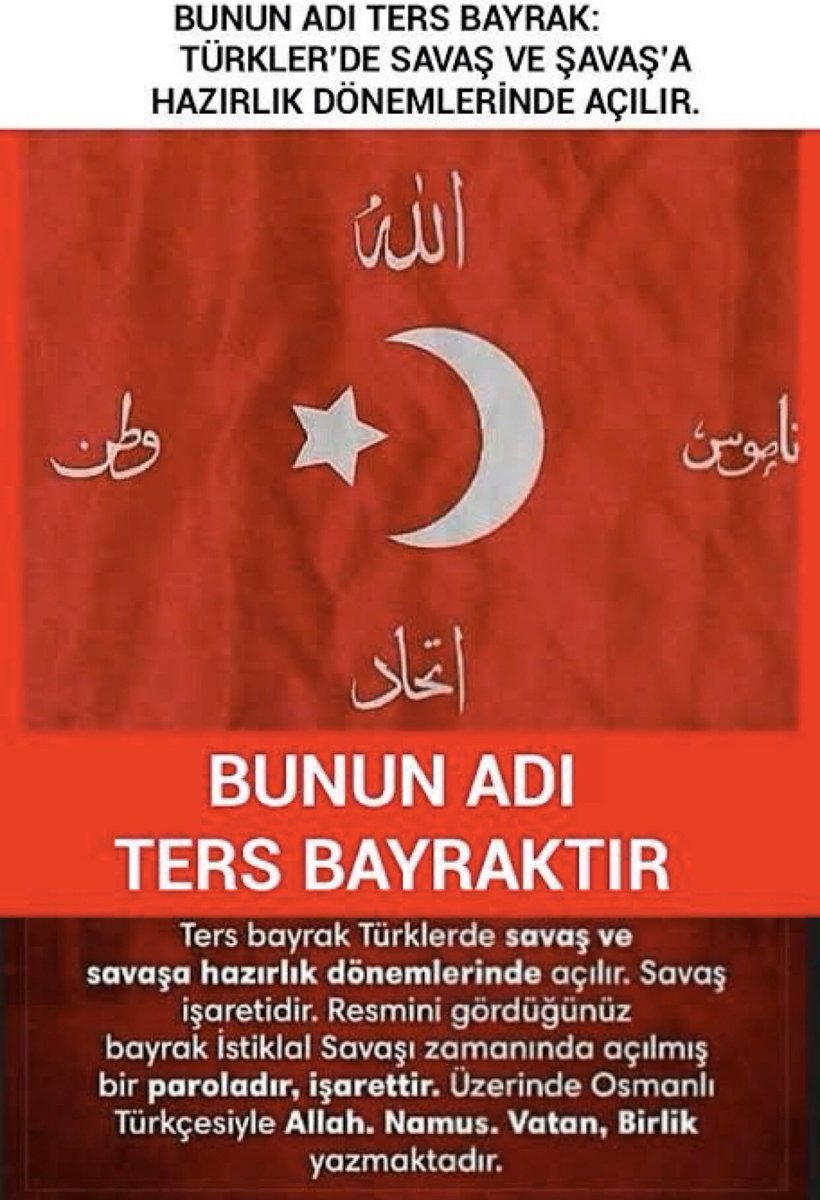 BUNUN ADI TERS BAYRAK:
TÜRKLER'DE SAVAŞ VE ŞAVAŞ'A
HAZIRLIK DÖNEMLERİNDE AÇILIR.
الله
وطن
ناموس
اتحاد
BUNUN ADI
TERS BAYRAKTIR
Ters bayrak Türklerde savaş ve
savaşa hazırlık dönemlerinde açılır. Savaş
işaretidir. Resmini gördüğünüz
bayrak İstiklal Savaşı zamanında açılmış
bir paroladır, işarettir. Üzerinde Osmanlı
Türkçesiyle Allah. Namus. Vatan, Birlik
yazmaktadır.